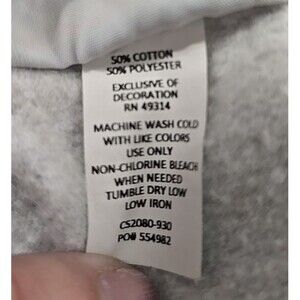 50% COTTON
50% POLYESTER
EXCLUSIVE OF
DECORATION
RN 49314
MACHINE WASH COLD
WITH LIKE COLORS
USE ONLY
NON-CHLORINE BLEACH
WHEN NEEDED
TUMBLE DRY LOW
LOW IRON
CS2080-930
PO# 554982